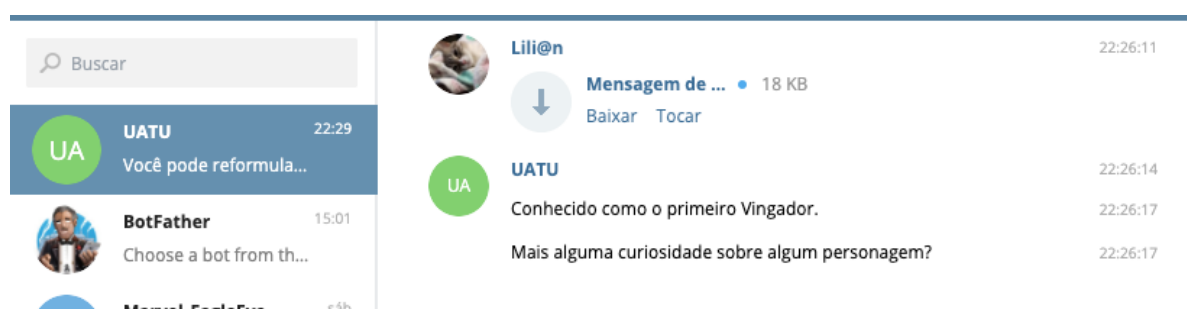 Buscar
UA
UATU
22:29
Você pode reformula...
BotFather
15:01
Choose a bot from th...
sáb
Lili@n
22:26:11
Mensagem de ... • 18 KB
Baixar Tocar
UA
UATU
22:26:14
Conhecido como o primeiro Vingador.
22:26:17
Mais alguma curiosidade sobre algum personagem?
22:26:17